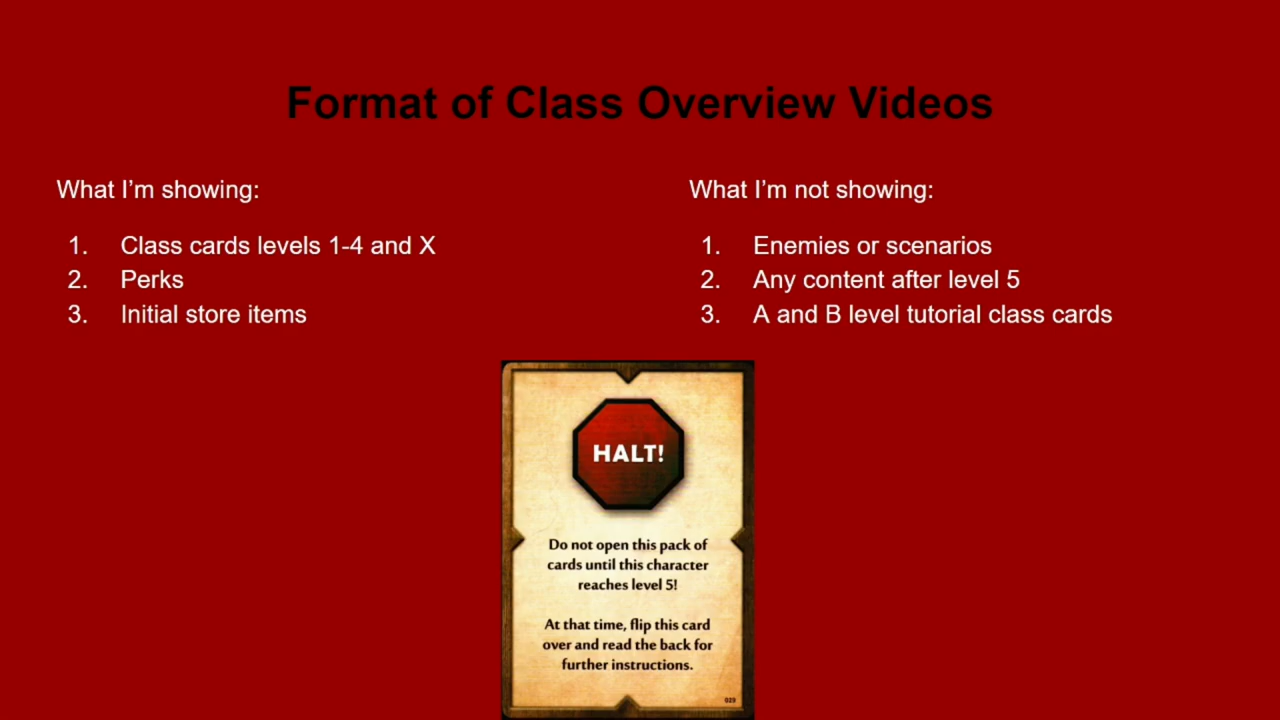 Format of Class Overview Videos
What I'm showing:
1. Class cards levels 1-4 and X
2. Perks
3. Initial store items
What I'm not showing:
1. Enemies or scenarios
2. Any content after level 5
3. A and B level tutorial class cards
HALT!
Do not open this pack of
cards until this character
reaches level 5!
At that time, flip this card
over and read the back for
further instructions.